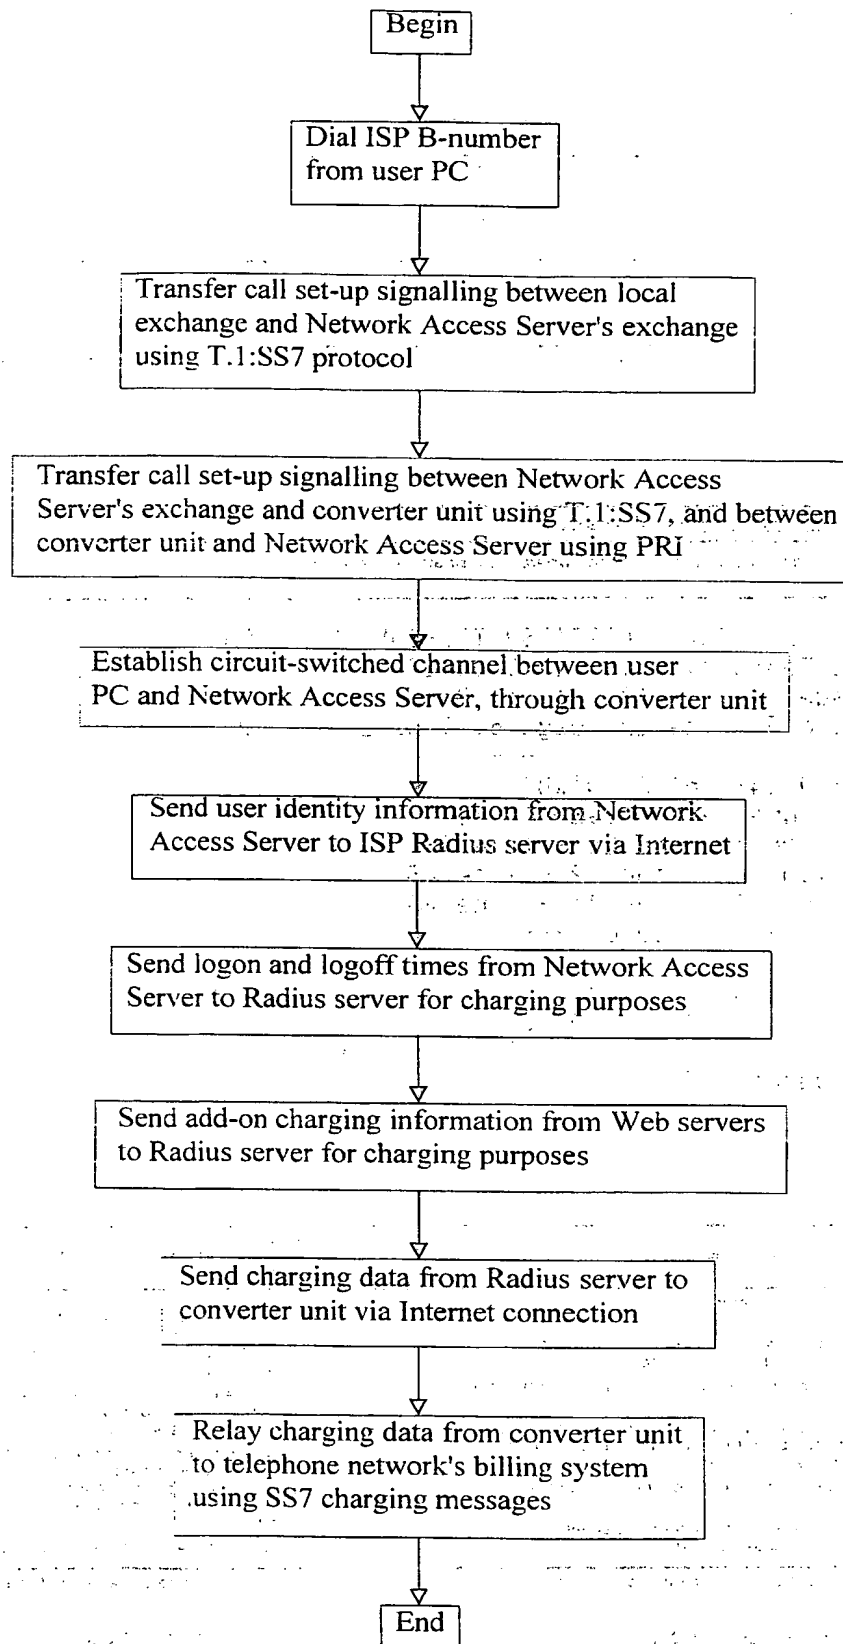 Begin
Dial ISP B-number
from user PC
Transfer call set-up signalling between local
exchange and Network Access Server's exchange
using T.1:SS7 protocol
Transfer call set-up signalling between Network Access
Server's exchange and converter unit using T.1:SS7, and between
converter unit and Network Access Server using PRI
Establish circuit-switched channel between user
PC and Network Access Server, through converter unit
Send user identity information from Network
Access Server to ISP Radius server via Internet
Send logon and logoff times from Network Access
Server to Radius server for charging purposes
Send add-on charging information from Web servers
to Radius server for charging purposes
Send charging data from Radius server to
converter unit via Internet connection
Relay charging data from converter unit
to telephone network's billing system
using SS7 charging messages
End